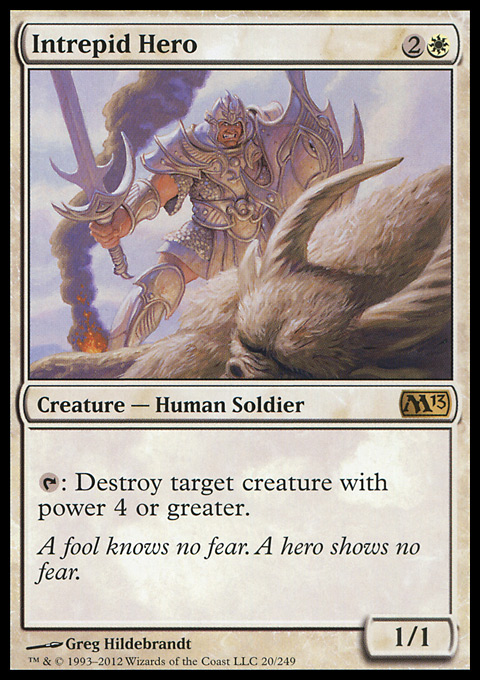 Intrepid Hero 2
Creature — Human Soldier M13
: Destroy target creature with
power 4 or greater.
A fool knows no fear. A hero shows no
fear.
Greg Hildebrandt
1/1
™ & © 1993–2012 Wizards of the Coast LLC 20/249